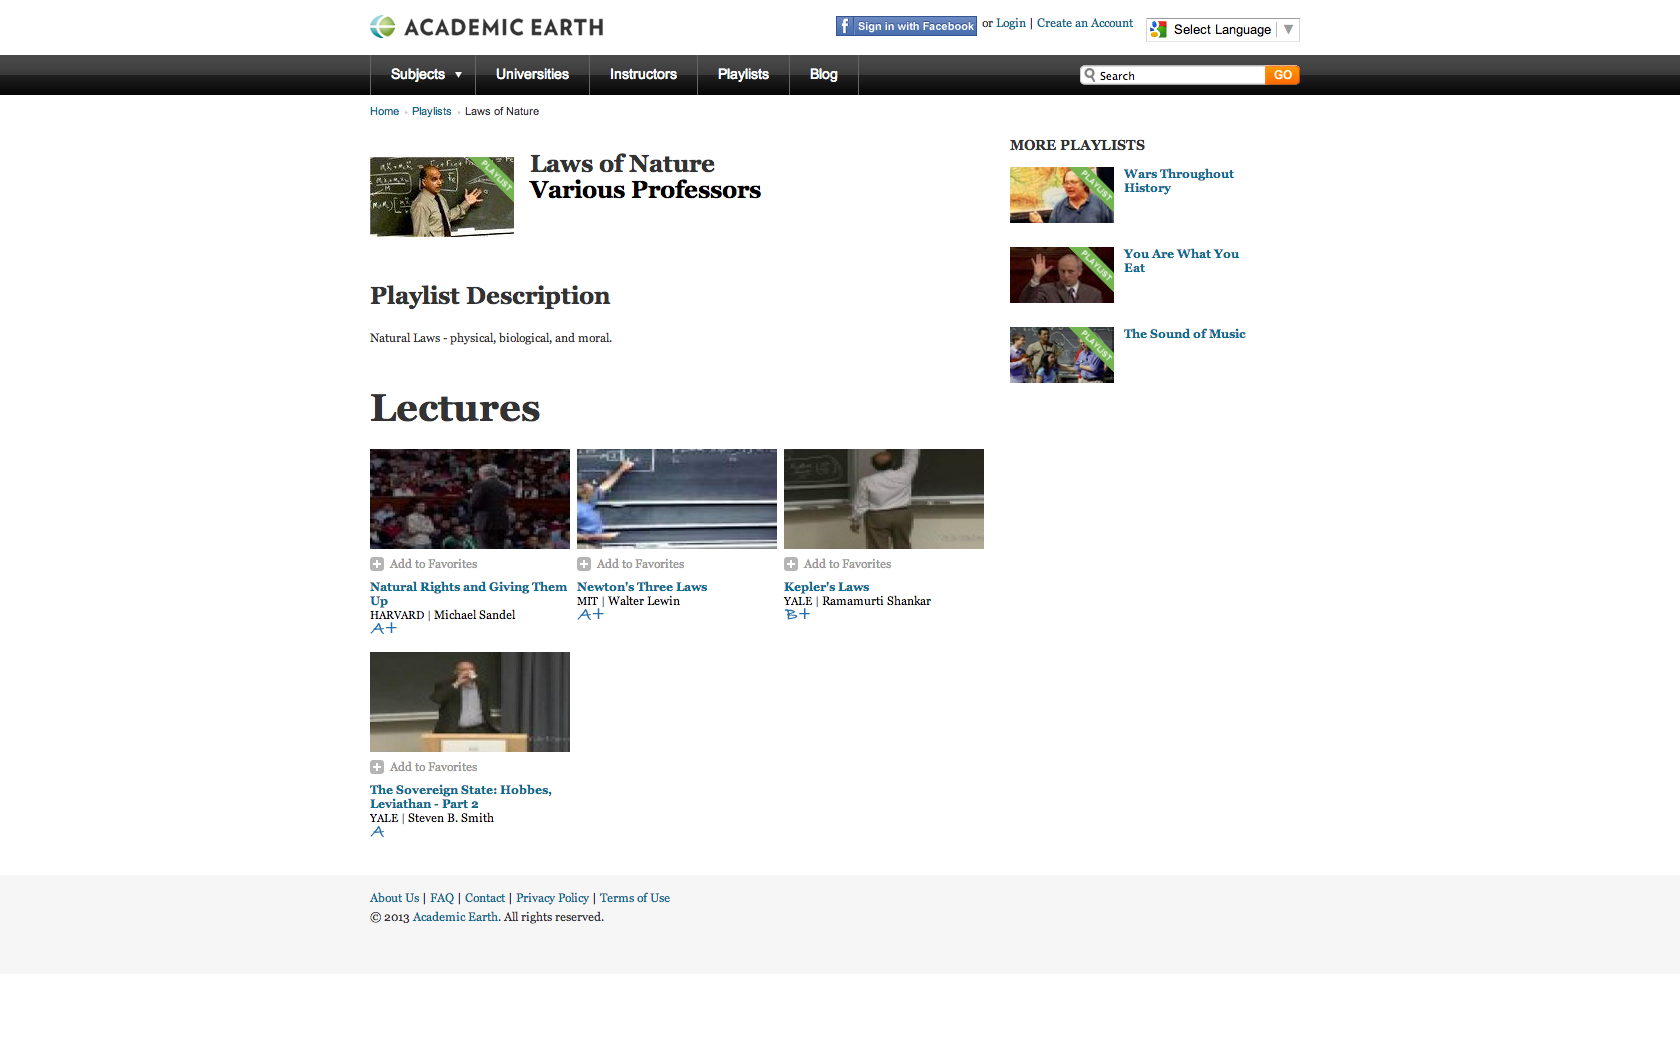 ACADEMIC EARTH
f Sign in with Facebook or Login | Create an Account
Select Language ▼
Subjects ▼ Universities Instructors Playlists Blog
Search GO
Home Playlists Laws of Nature
PLAYLIST
Laws of Nature
Various Professors
Playlist Description
Natural Laws - physical, biological, and moral.
Lectures
Add to Favorites
Natural Rights and Giving Them
Up
HARVARD | Michael Sandel
A+
Add to Favorites
Newton's Three Laws
MIT | Walter Lewin
A+
Add to Favorites
Kepler's Laws
YALE | Ramamurti Shankar
B+
Add to Favorites
The Sovereign State: Hobbes,
Leviathan - Part 2
YALE | Steven B. Smith
A
MORE PLAYLISTS
PLAYLIST
Wars Throughout
History
PLAYLIST
You Are What You
Eat
PLAYLIST
The Sound of Music
About Us | FAQ | Contact | Privacy Policy | Terms of Use
© 2013 Academic Earth. All rights reserved.